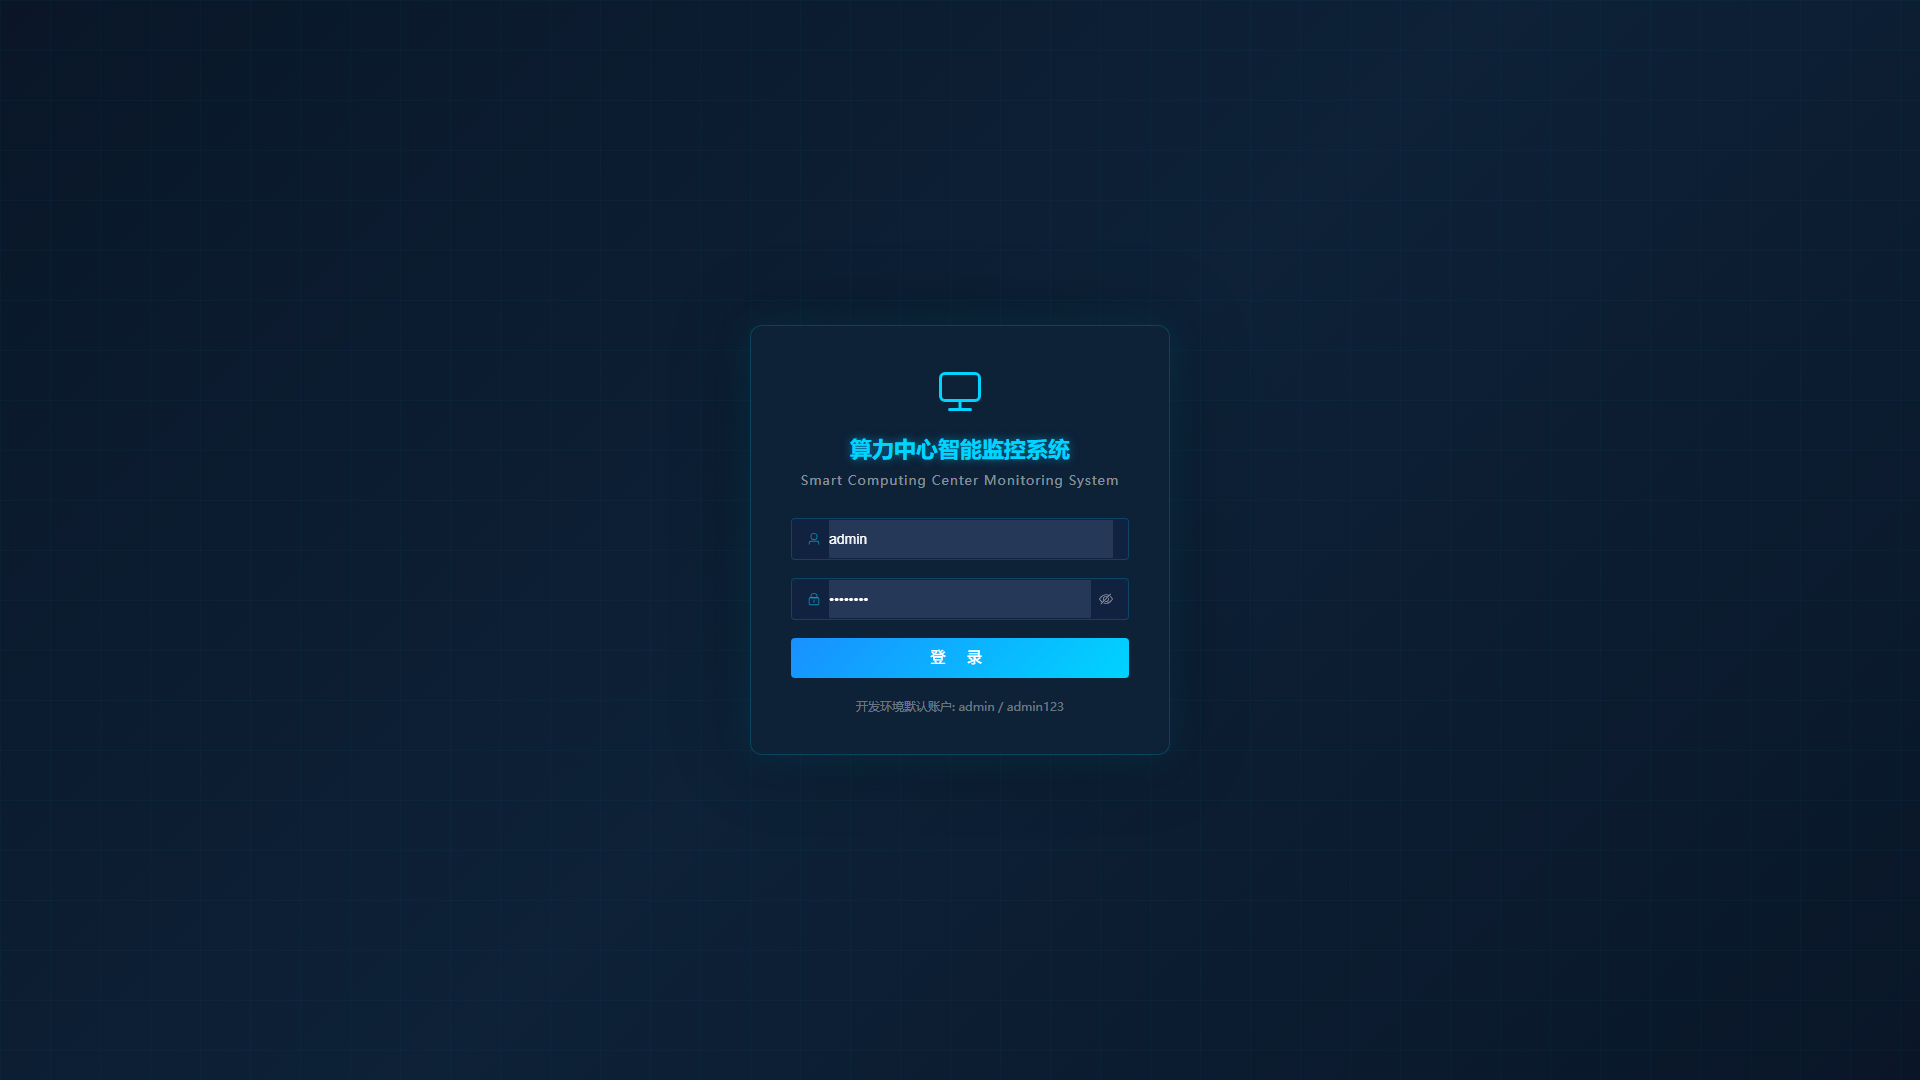 算力中心智能监控系统
Smart Computing Center Monitoring System
admin
••••••••
登 录
开发环境默认账户: admin / admin123